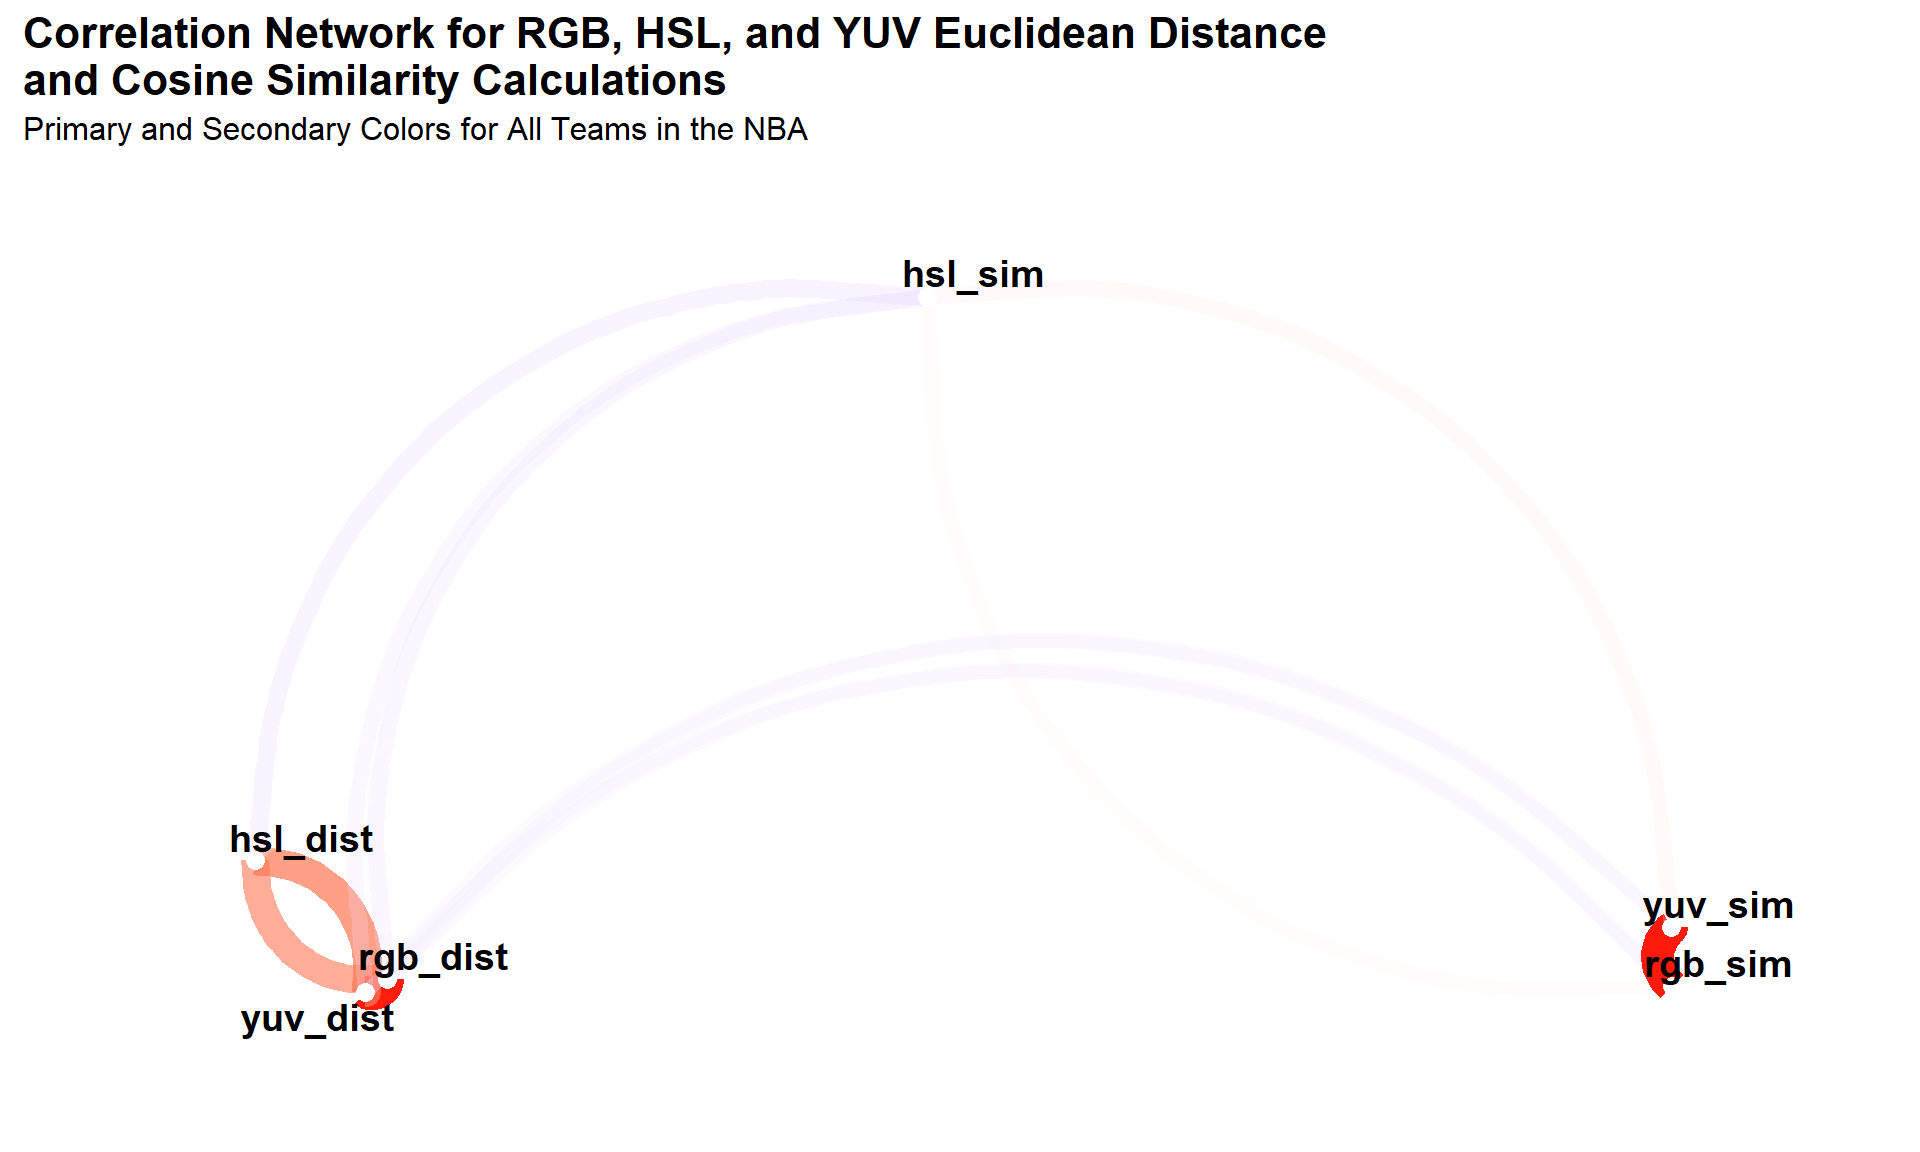 Correlation Network for RGB, HSL, and YUV Euclidean Distance
and Cosine Similarity Calculations
Primary and Secondary Colors for All Teams in the NBA
hsl_sim
hsl_dist
yuv_sim
rgb_dist
rgb_sim
yuv_dist